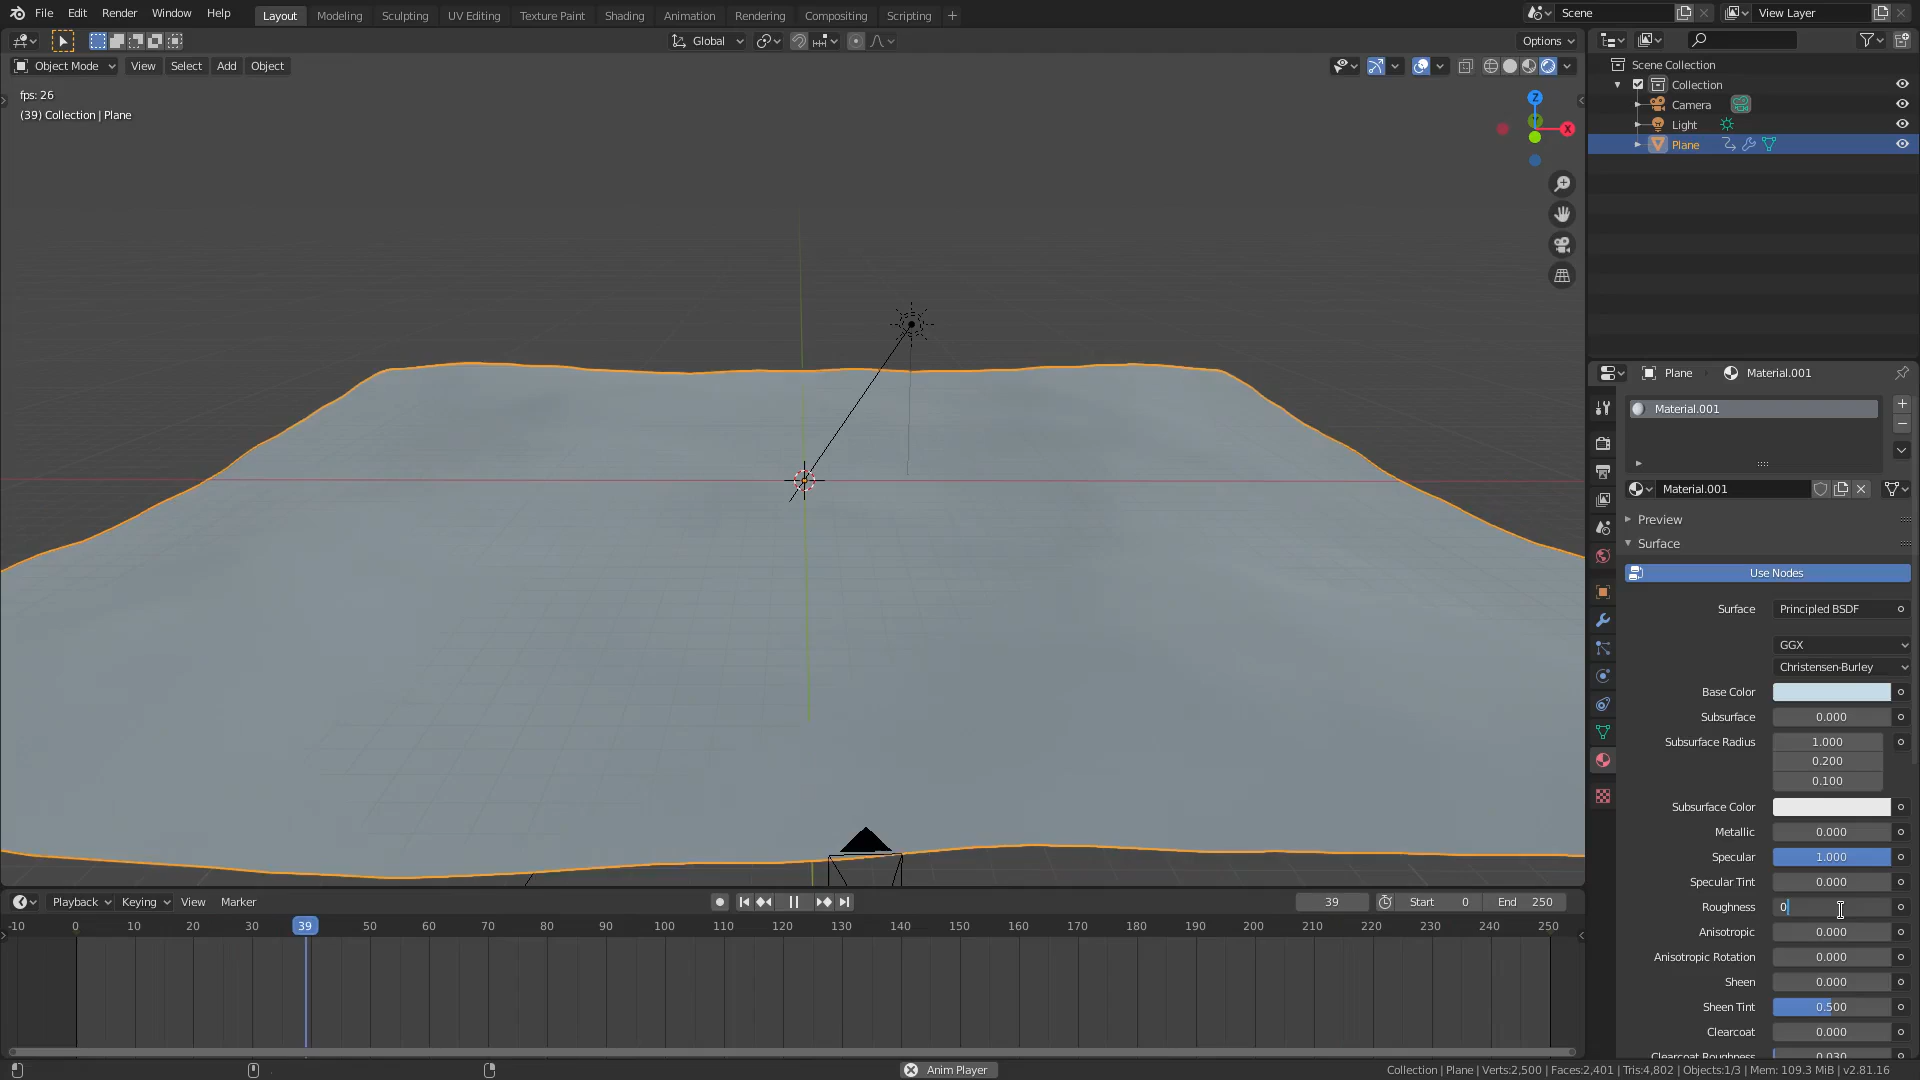 File Edit Render Window Help Layout Modeling Sculpting UV Editing Texture Paint Shading Animation Rendering Compositing Scripting + Scene View Layer
Global Options
Object Mode View Select Add Object
fps: 26
(39) Collection | Plane
Z
X
Scene Collection
Collection
Camera
Light
Plane
Plane Material.001
Material.001
Material.001
Preview
Surface
Use Nodes
Surface Principled BSDF
GGX
Christensen-Burley
Base Color
Subsurface 0.000
Subsurface Radius 1.000
0.200
0.100
Subsurface Color
Metallic 0.000
Specular 1.000
Specular Tint 0.000
Roughness 0
Anisotropic 0.000
Anisotropic Rotation 0.000
Sheen 0.000
Sheen Tint 0.500
Clearcoat 0.000
Clearcoat Roughness 0.030
Playback Keying View Marker 39 Start 0 End 250
-10 0 10 20 30 39 50 60 70 80 90 100 110 120 130 140 150 160 170 180 190 200 210 220 230 240 250
Anim Player
Collection | Plane | Verts:2,500 | Faces:2,401 | Tris:4,802 | Objects:1/3 | Mem: 109.3 MiB | v2.81.16